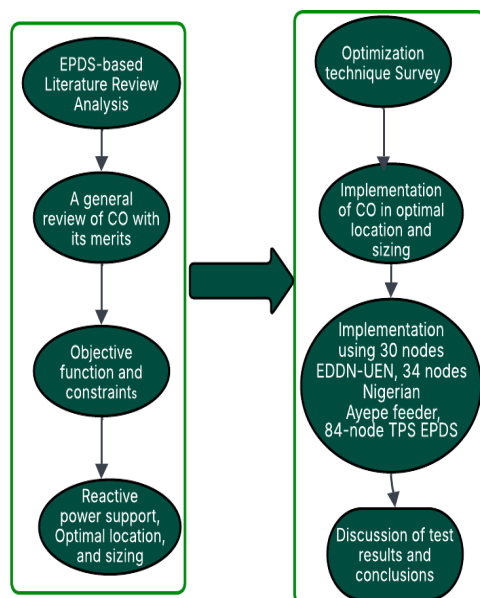 EPDS-based
Literature Review
Analysis
A general
review of CO with
its merits
Objective
function and
constraints
Reactive
power support,
Optimal location,
and sizing
Optimization
technique Survey
Implementation
of CO in optimal
location and
sizing
Implementation
using 30 nodes
EDDN-UEN, 34 nodes
Nigerian
Ayepe feeder,
84-node TPS EPDS
Discussion of test
results and
conclusions